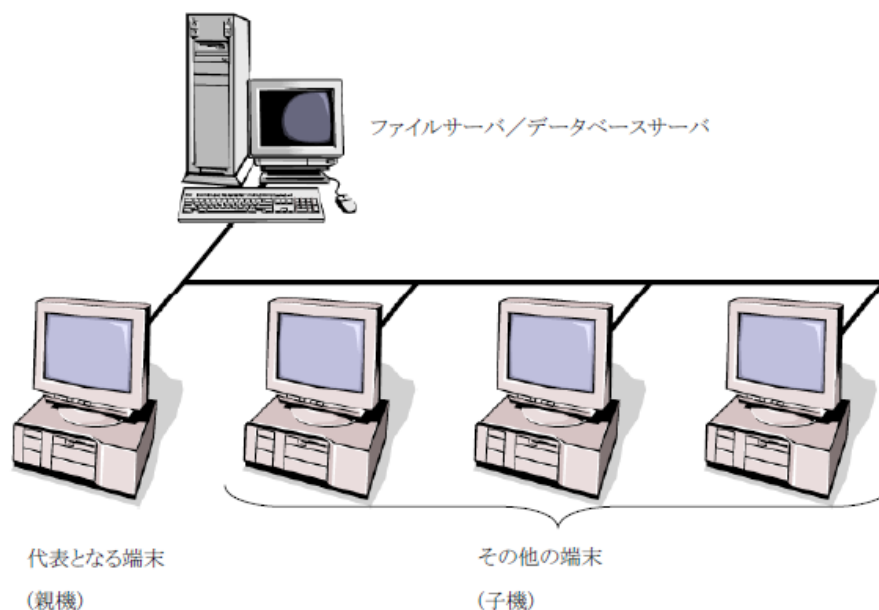 ファイルサーバ／データベースサーバ
代表となる端末
(親機)
その他の端末
(子機)